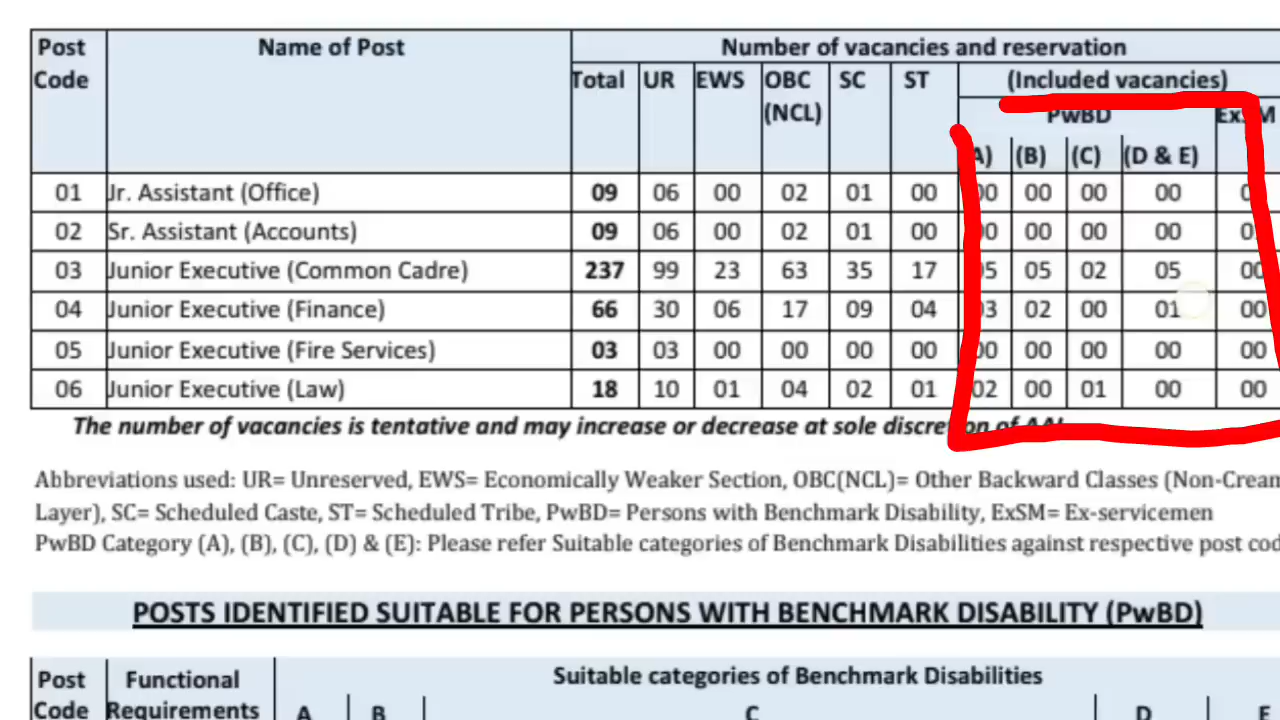 Post Name of Post Number of vacancies and reservation
Code Total UR EWS OBC SC ST (Included vacancies)
(NCL) PwBD
(B) (C) (D & E)
01 Jr. Assistant (Office) 09 06 00 02 01 00 00 00 00 00
02 Sr. Assistant (Accounts) 09 06 00 02 01 00 00 00 00 00
03 Junior Executive (Common Cadre) 237 99 23 63 35 17 05 05 02 05 00
04 Junior Executive (Finance) 66 30 06 17 09 04 03 02 00 01 00
05 Junior Executive (Fire Services) 03 03 00 00 00 00 00 00 00 00 00
06 Junior Executive (Law) 18 10 01 04 02 01 02 00 01 00 00
The number of vacancies is tentative and may increase or decrease at sole discretion of AAI
Abbreviations used: UR= Unreserved, EWS= Economically Weaker Section, OBC(NCL)= Other Backward Classes (Non-Cream
Layer), SC= Scheduled Caste, ST= Scheduled Tribe, PwBD= Persons with Benchmark Disability, ExSM= Ex-servicemen
PwBD Category (A), (B), (C), (D) & (E): Please refer Suitable categories of Benchmark Disabilities against respective post cod
POSTS IDENTIFIED SUITABLE FOR PERSONS WITH BENCHMARK DISABILITY (PwBD)
Post Functional Suitable categories of Benchmark Disabilities
Code Requirements A B C D E